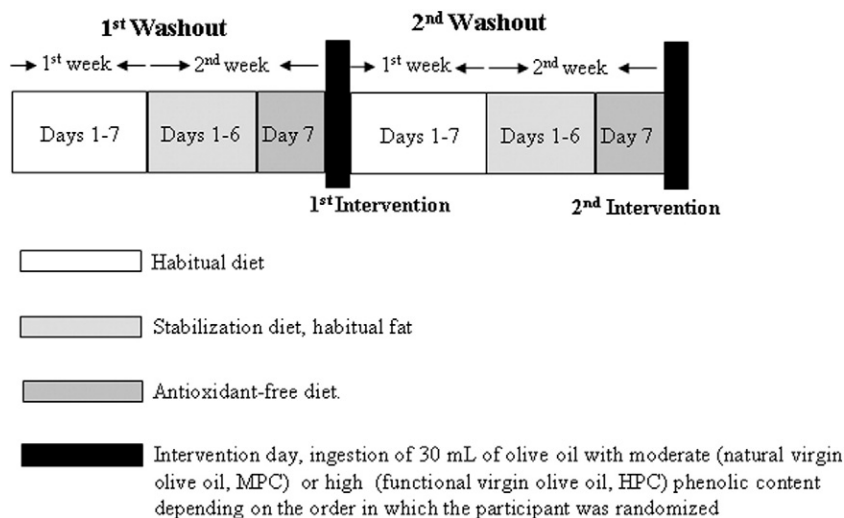 1st Washout
2nd Washout
1st week
2nd week
1st week
2nd week
Days 1-7
Days 1-6
Day 7
Days 1-7
Days 1-6
Day 7
1st Intervention
2nd Intervention
Habitual diet
Stabilization diet, habitual fat
Antioxidant-free diet.
Intervention day, ingestion of 30 mL of olive oil with moderate (natural virgin
olive oil, MPC) or high (functional virgin olive oil, HPC) phenolic content
depending on the order in which the participant was randomized